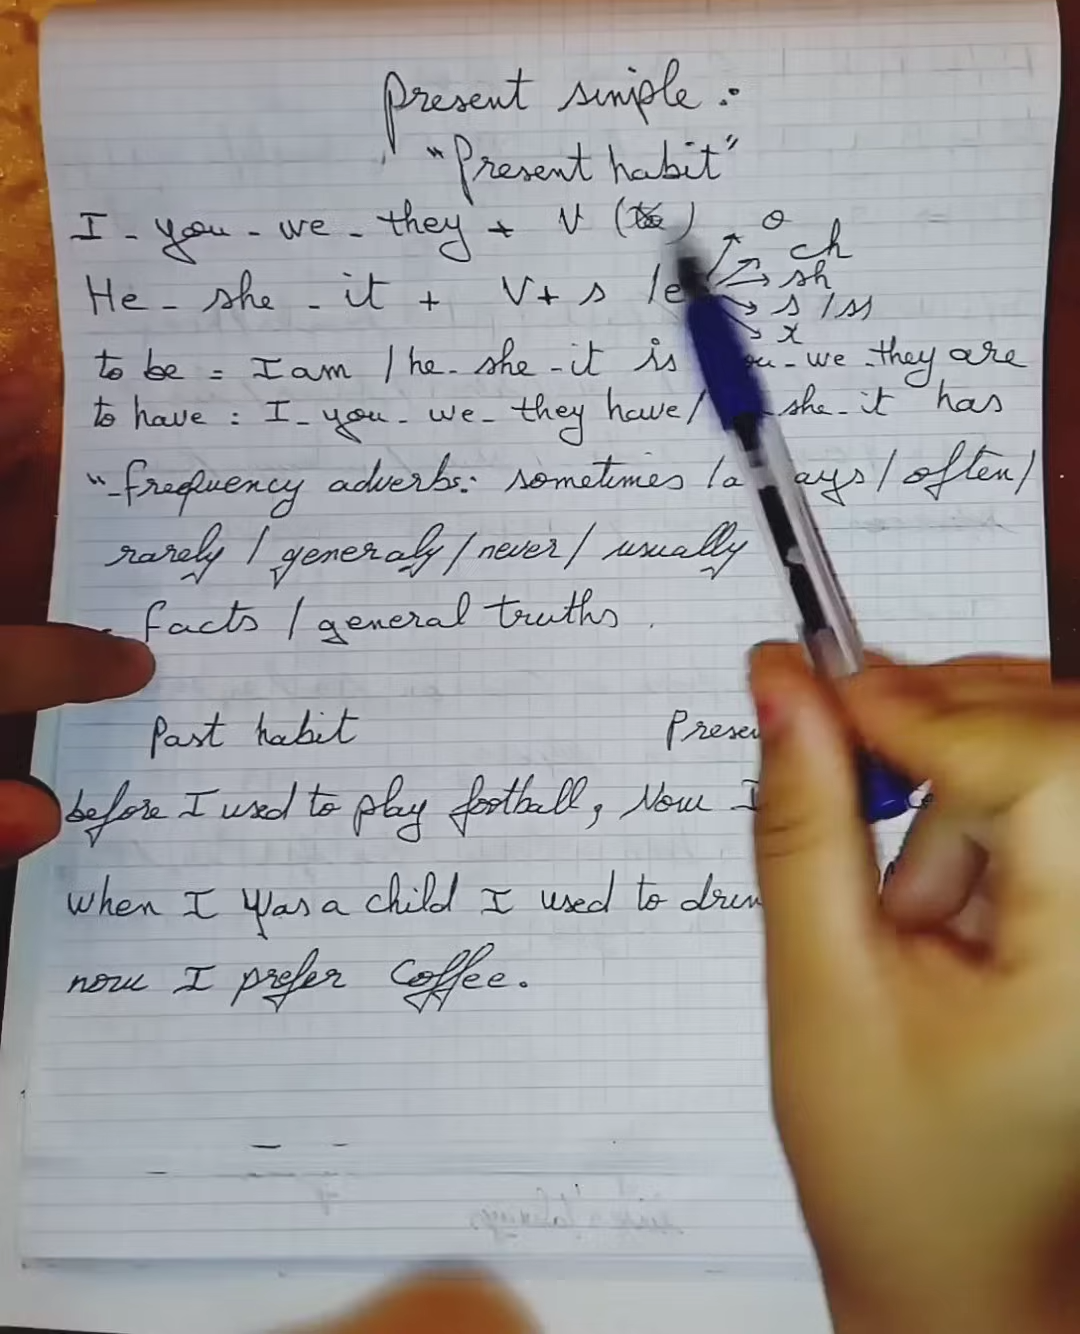 Present simple :
"Present habit"
I - you - we - they + V (to)
o
ch
He - she - it + V + s / e
sh
s / ss
x
to be = I am / he - she - it is - we - they are
to have : I - you - we - they have / - she - it has
"- frequency adverbs : sometimes / often /
rarely / generaly / never / usually
- facts / general truths .
Past habit
before I used to play football, Now I
when I was a child I used to
now I prefer coffee.